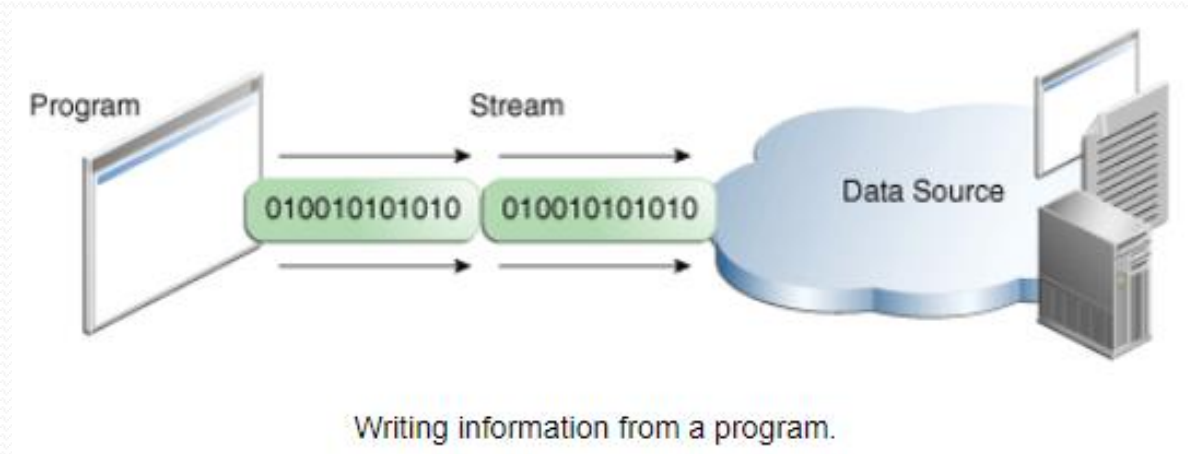 Program
Stream
010010101010 010010101010
Data Source
Writing information from a program.